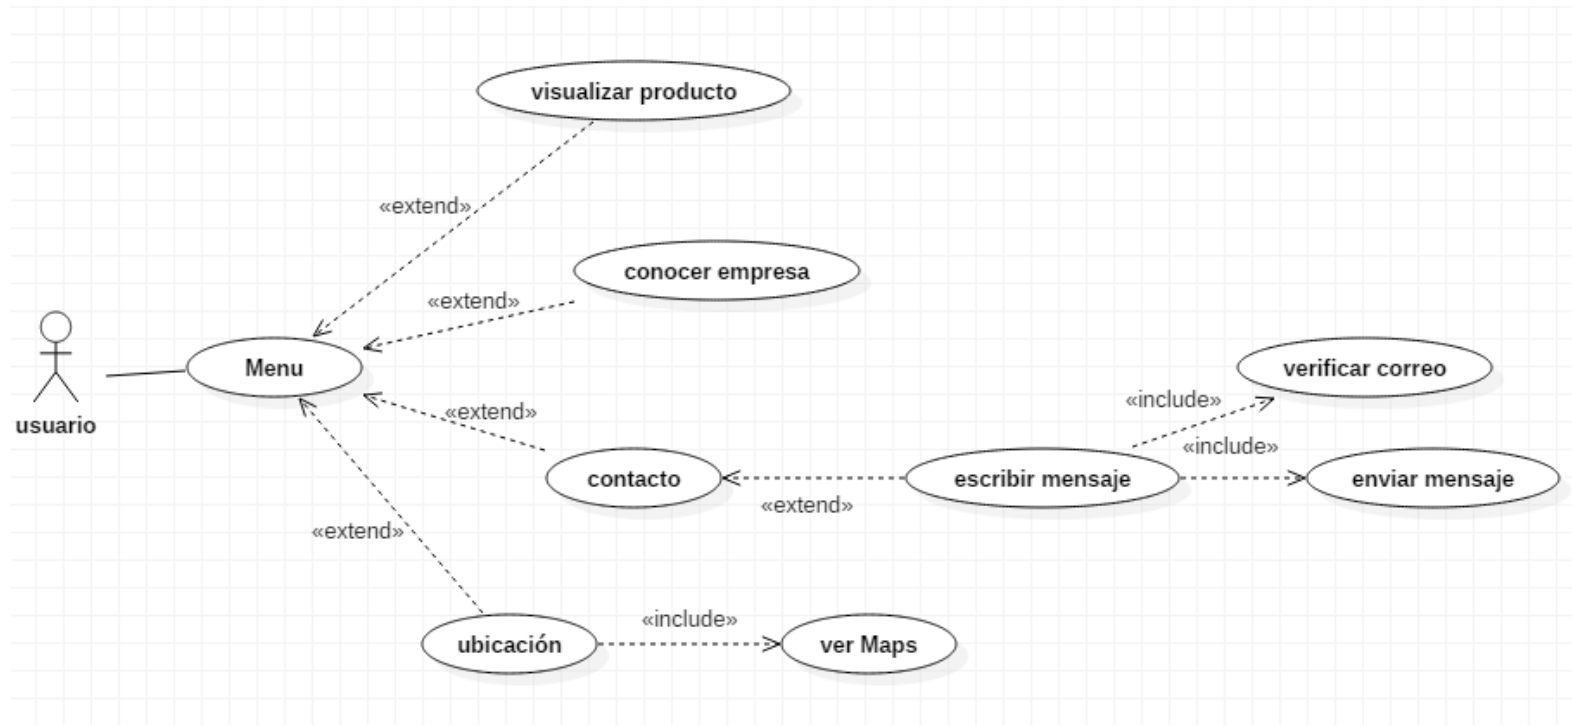 visualizar producto
«extend»
conocer empresa
«extend»
usuario
Menu
verificar correo
«include»
«extend»
«include»
contacto
escribir mensaje
enviar mensaje
«extend»
«extend»
«include»
ubicación
ver Maps